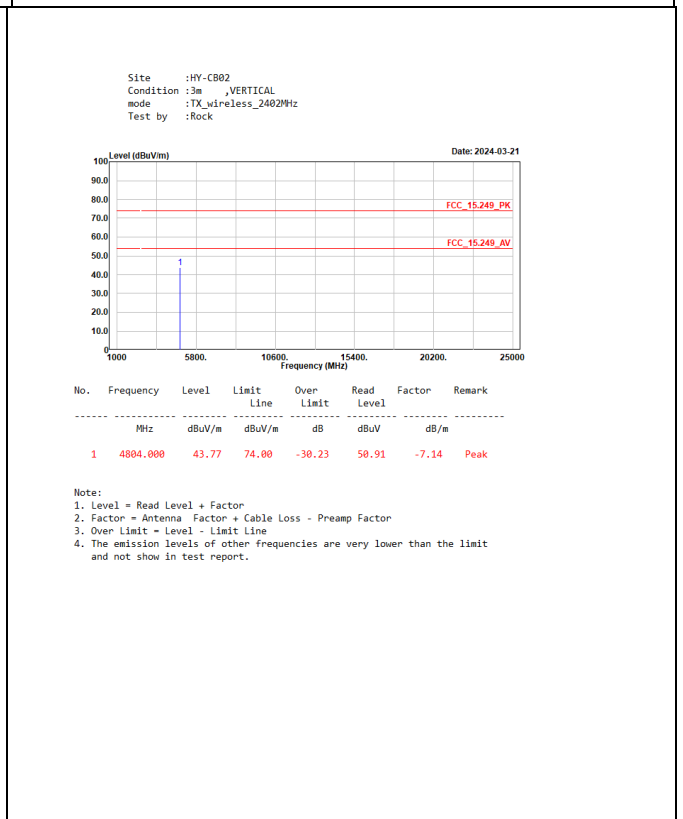 Site :HY-CB02
Condition :3m ,VERTICAL
mode :TX_wireless_2402MHz
Test by :Rock
Level (dBuV/m) Date: 2024-03-21
100
90.0
80.0
FCC_15.249_PK
70.0
60.0
FCC_15.249_AV
50.0
1
40.0
30.0
20.0
10.0
0
1000 5800. 10600. 15400. 20200. 25000
Frequency (MHz)
No. Frequency Level Limit Over Read Factor Remark
Line Limit Level
------ ----------- -------- --------- --------- --------- -------- ---------
MHz dBuV/m dBuV/m dB dBuV dB/m
1 4804.000 43.77 74.00 -30.23 50.91 -7.14 Peak
Note:
1. Level = Read Level + Factor
2. Factor = Antenna Factor + Cable Loss - Preamp Factor
3. Over Limit = Level - Limit Line
4. The emission levels of other frequencies are very lower than the limit
and not show in test report.